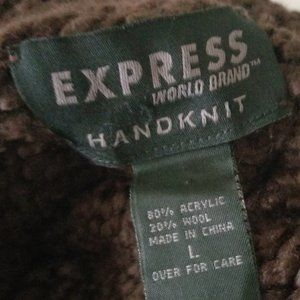 EXPRESS
WORLD BRAND™
HANDKNIT
80% ACRYLIC
20% WOOL
MADE IN CHINA
L
OVER FOR CARE